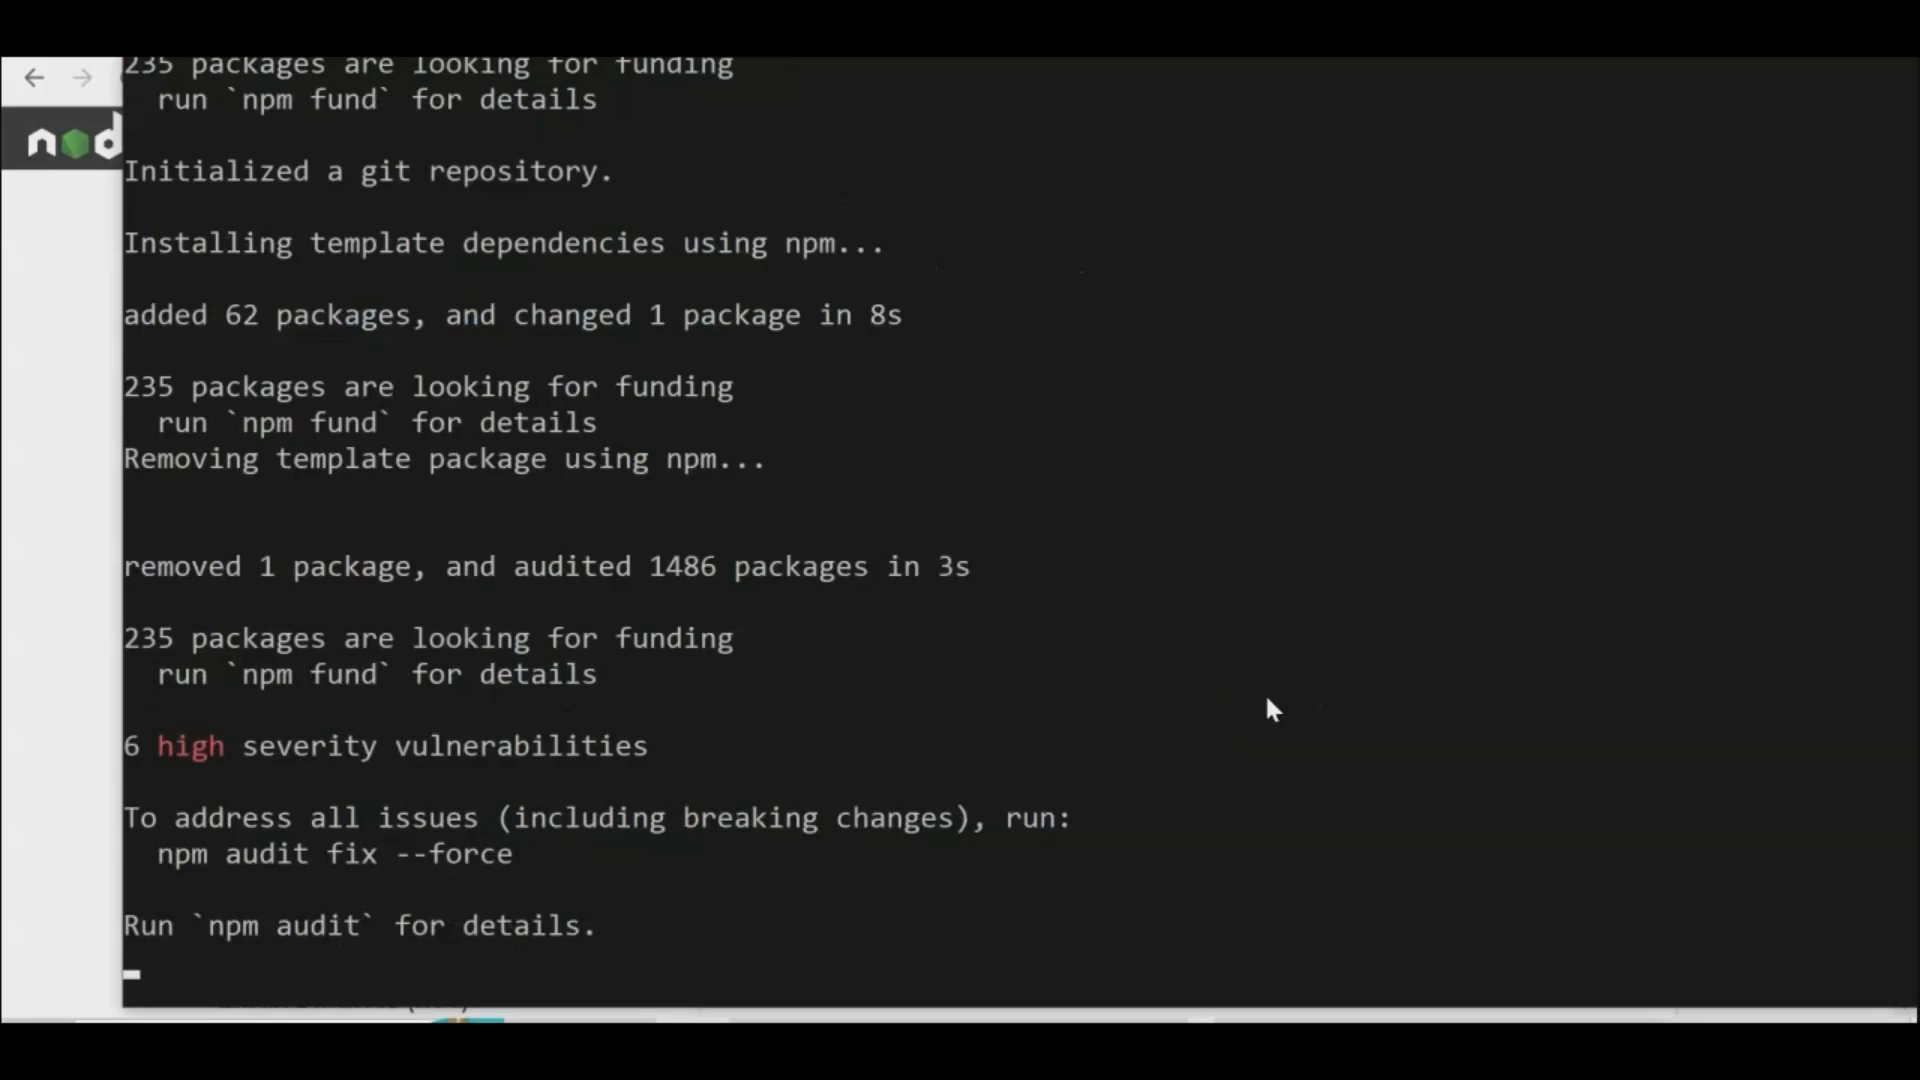 235 packages are looking for funding
run `npm fund` for details
nod
Initialized a git repository.
Installing template dependencies using npm...
added 62 packages, and changed 1 package in 8s
235 packages are looking for funding
run `npm fund` for details
Removing template package using npm...
removed 1 package, and audited 1486 packages in 3s
235 packages are looking for funding
run `npm fund` for details
6 high severity vulnerabilities
To address all issues (including breaking changes), run:
npm audit fix --force
Run `npm audit` for details.